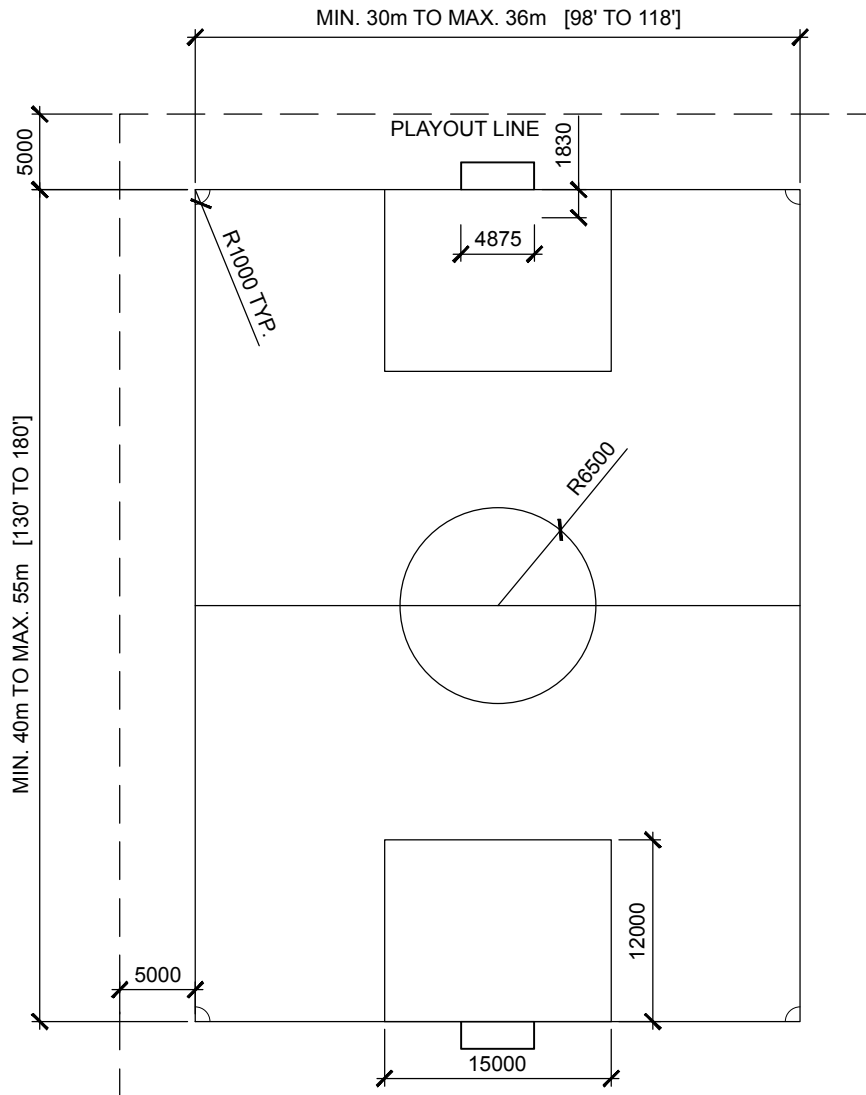 MIN. 30m TO MAX. 36m [98' TO 118']
5000
PLAYOUT LINE
1830
4875
R1000 TYP.
MIN. 40m TO MAX. 55m [130' TO 180']
R6500
12000
5000
15000